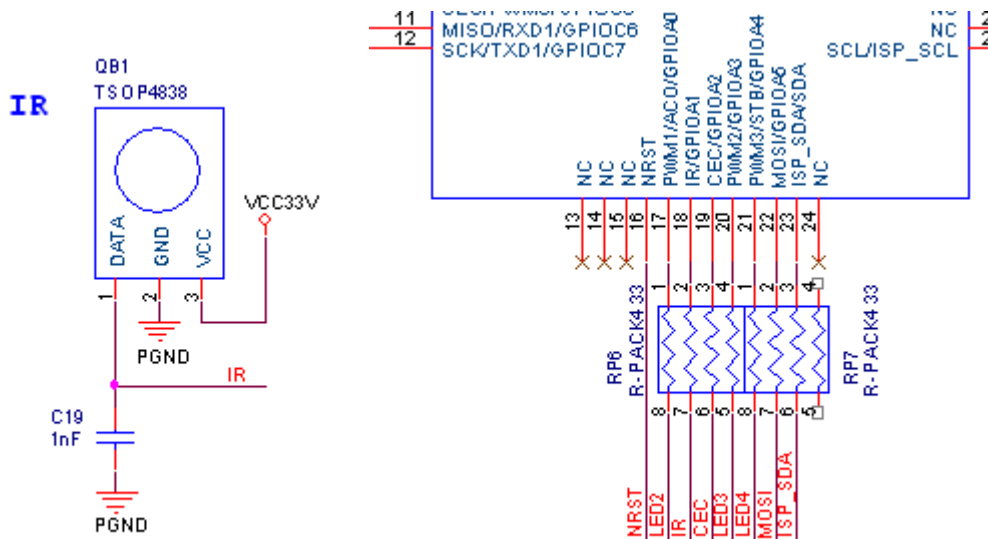 IR
QB1
TSOP4838
DATA
GND
VCC
1
2
3
VCC33V
PGND
IR
C19
1nF
PGND
11
12
MISO/RXD1/GPIOC6
SCK/TXD1/GPIOC7
NC
SCL/ISP_SCL
NC
NC
NC
NRST
PWM1/ACO/GPIOA0
IR/GPIOA1
CEC/GPIOA2
PWM2/GPIOA3
PWM3/STB/GPIOA4
MOSI/GPIOA5
ISP_SDA/SDA
NC
13
14
15
16
17
18
19
20
21
22
23
24
1
2
3
4
1
2
3
4
RP6
R-PACK4 33
RP7
R-PACK4 33
8
7
6
5
8
7
6
5
NRST
LED2
IR
CEC
LED3
LED4
MOSI
ISP_SDA